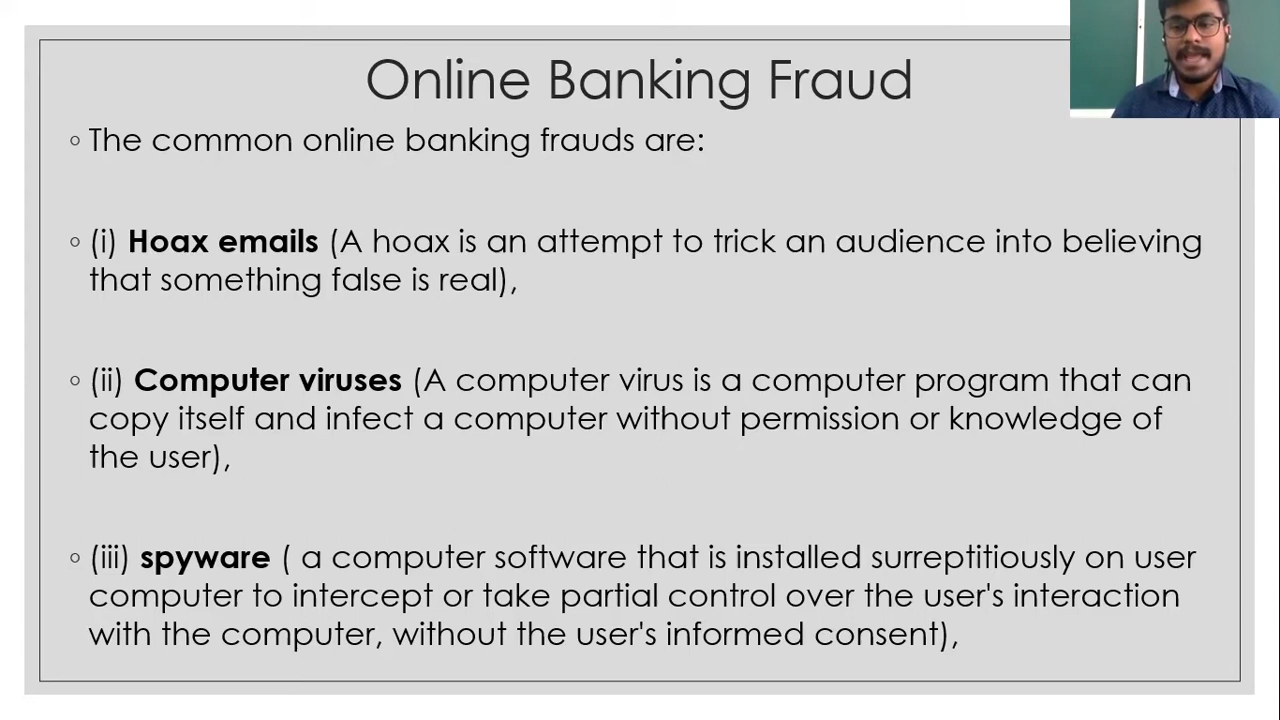 Online Banking Fraud
◦ The common online banking frauds are:
◦ (i) Hoax emails (A hoax is an attempt to trick an audience into believing
that something false is real),
◦ (ii) Computer viruses (A computer virus is a computer program that can
copy itself and infect a computer without permission or knowledge of
the user),
◦ (iii) spyware ( a computer software that is installed surreptitiously on user
computer to intercept or take partial control over the user's interaction
with the computer, without the user's informed consent),